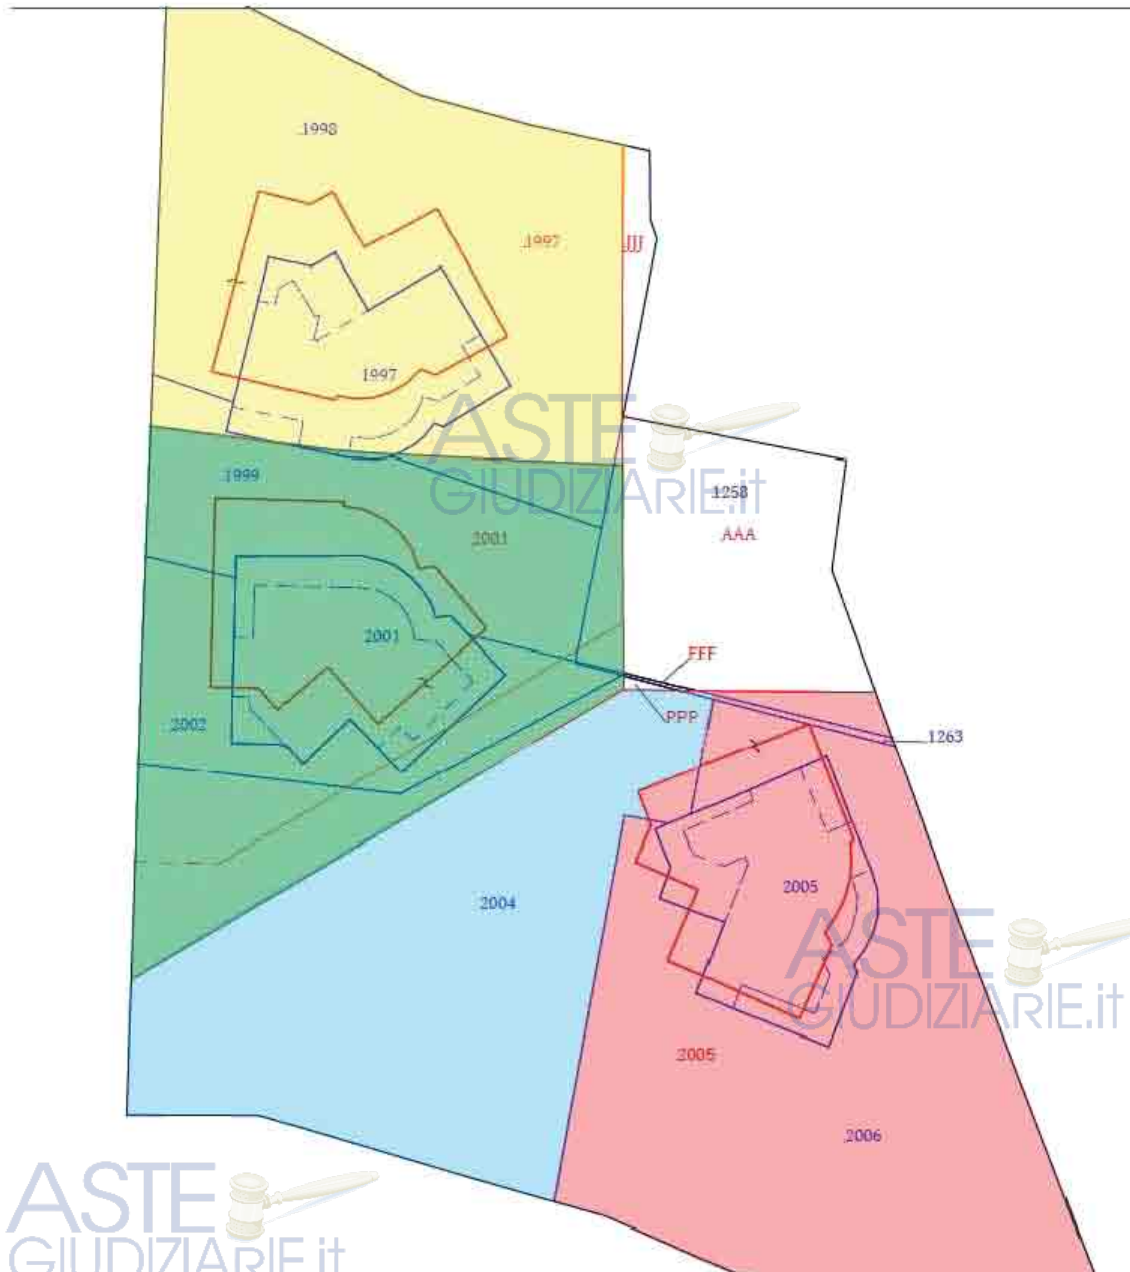 1998
1997
JJJ
1997
ASTE
GIUDIZIARIE.it
1999
1258
AAA
2001
2001
FFF
PPP
2002
1263
2004
2005
ASTE
GIUDIZIARIE.it
2005
2006
ASTE
GIUDIZIARIE.it